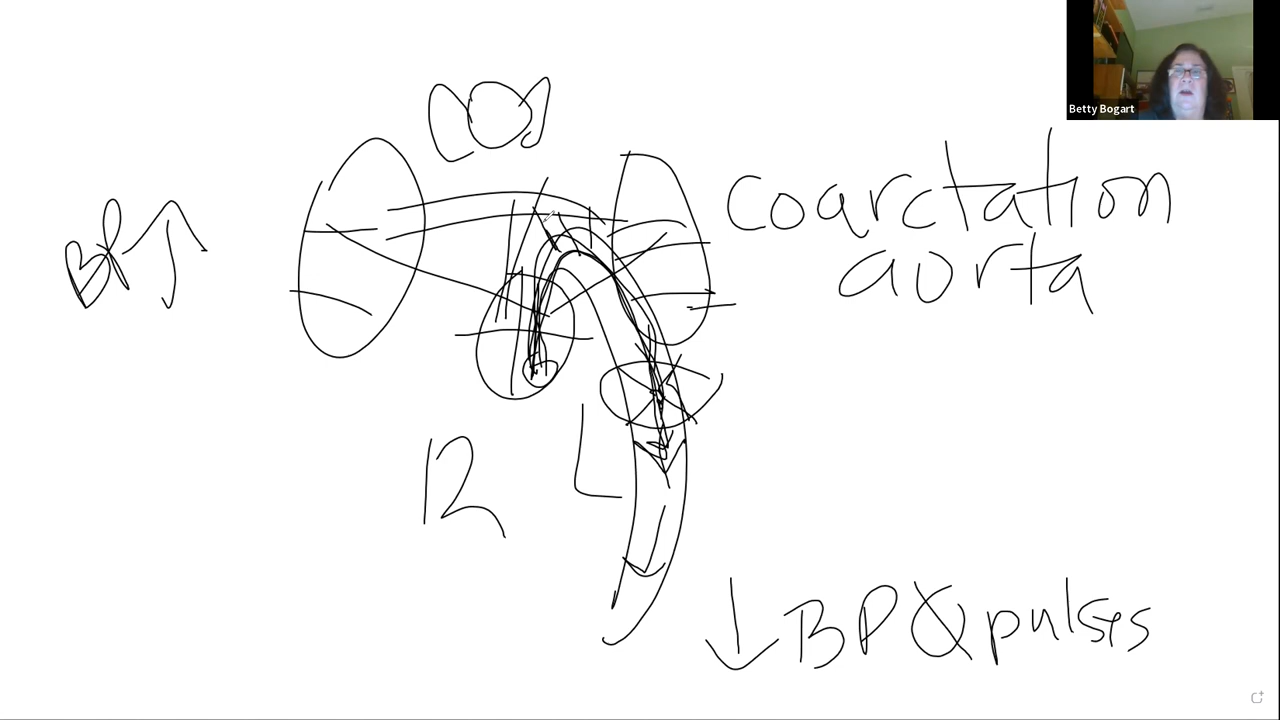 Betty Bogart
coarctation
aorta
BP↑
R L
↓ BP & pulses